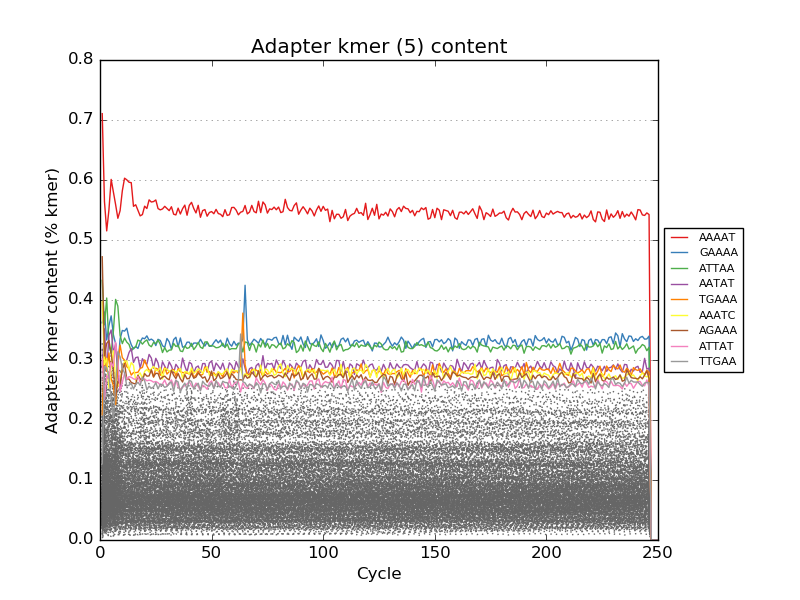 Adapter kmer (5) content
Adapter kmer content (% kmer)
0.8
0.7
0.6
0.5
0.4
0.3
0.2
0.1
0.0
0
50
100
150
200
250
Cycle
AAAAT
GAAAA
ATTAA
AATAT
TGAAA
AAATC
AGAAA
ATTAT
TTGAA